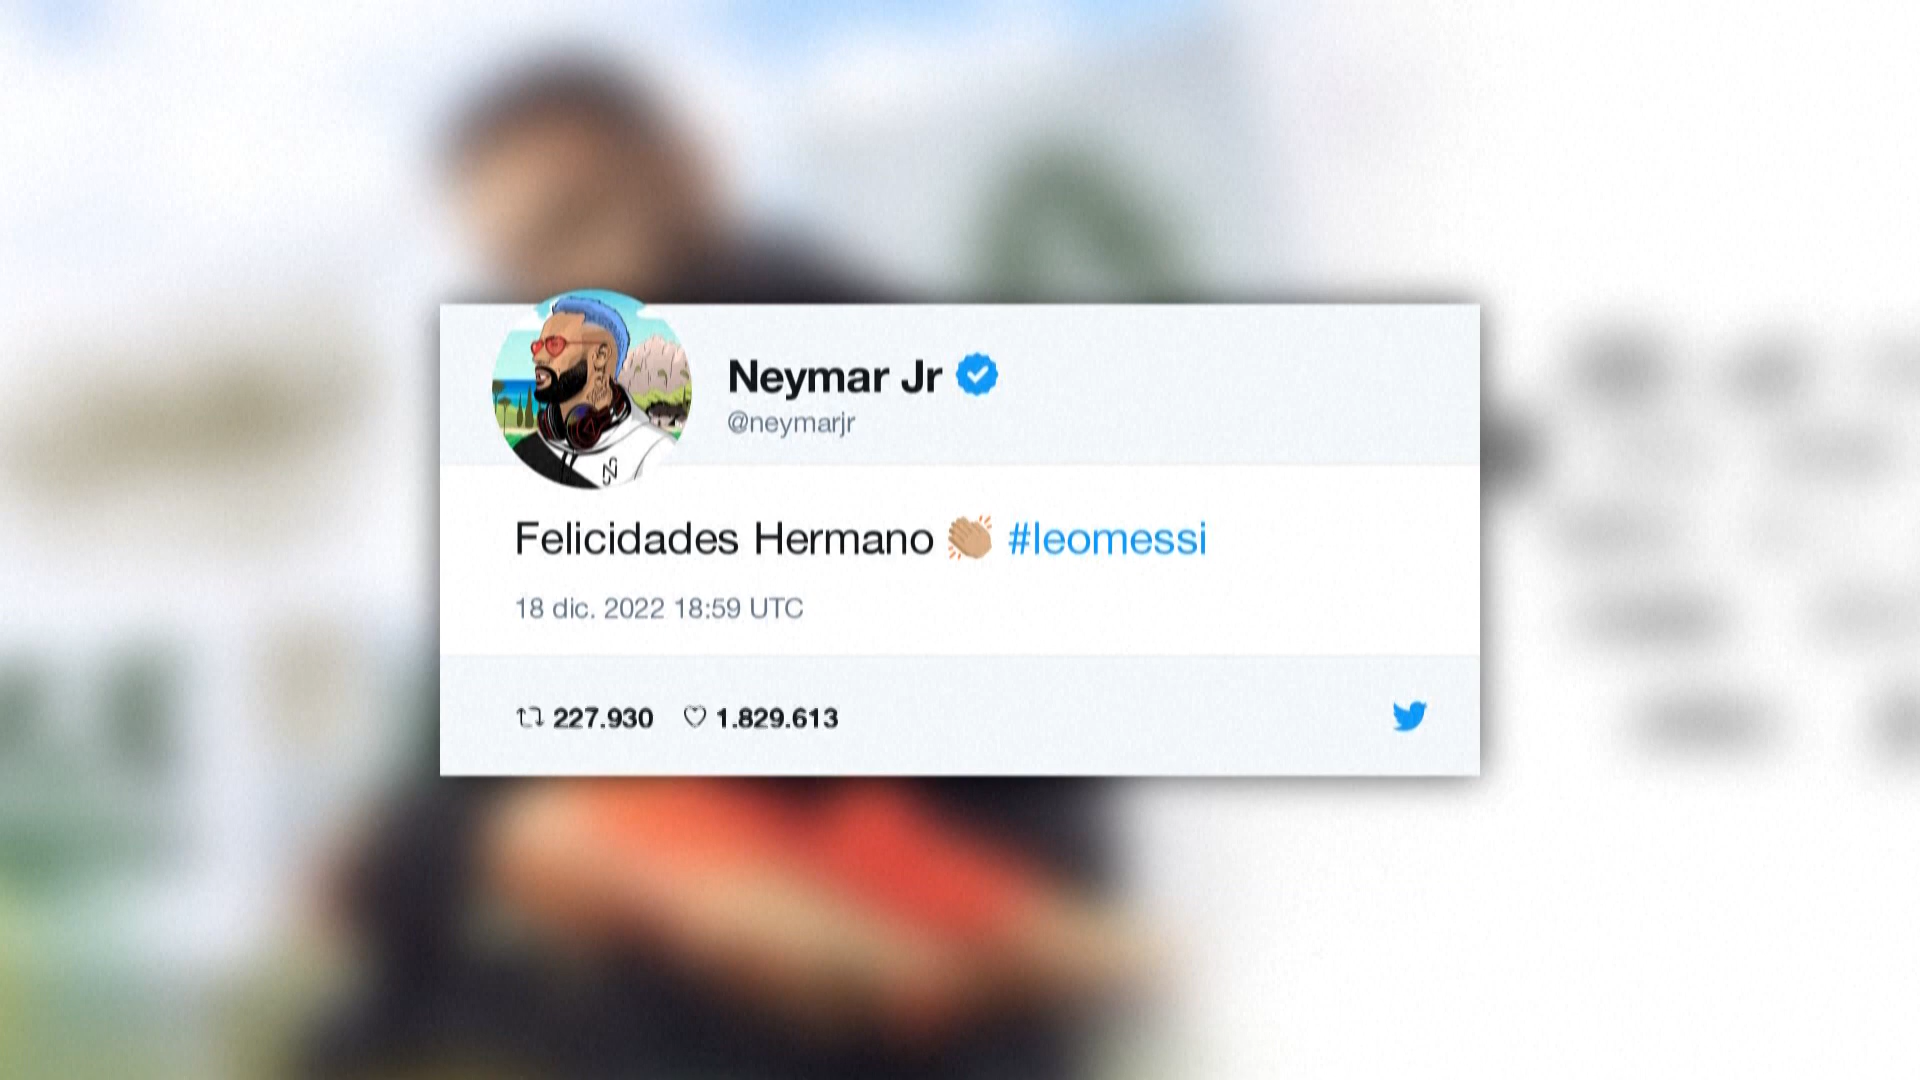 Neymar Jr
@neymarjr
Felicidades Hermano 👏🏼 #leomessi
18 dic. 2022 18:59 UTC
227.930 1.829.613